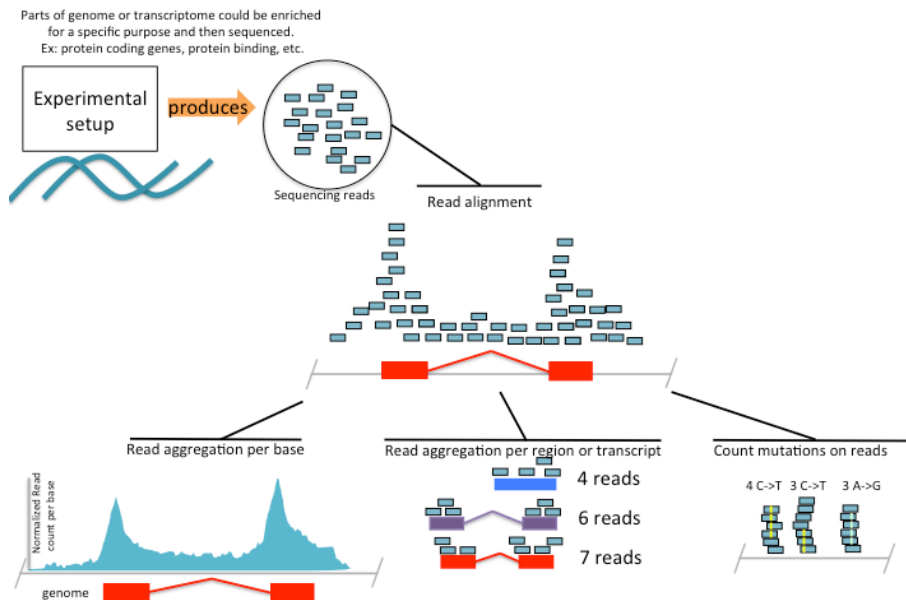 Parts of genome or transcriptome could be enriched
for a specific purpose and then sequenced.
Ex: protein coding genes, protein binding, etc.
Experimental
setup
produces
Sequencing reads
Read alignment
Read aggregation per base
Normalized Read
count per base
genome
Read aggregation per region or transcript
4 reads
6 reads
7 reads
Count mutations on reads
4 C->T 3 C->T 3 A->G